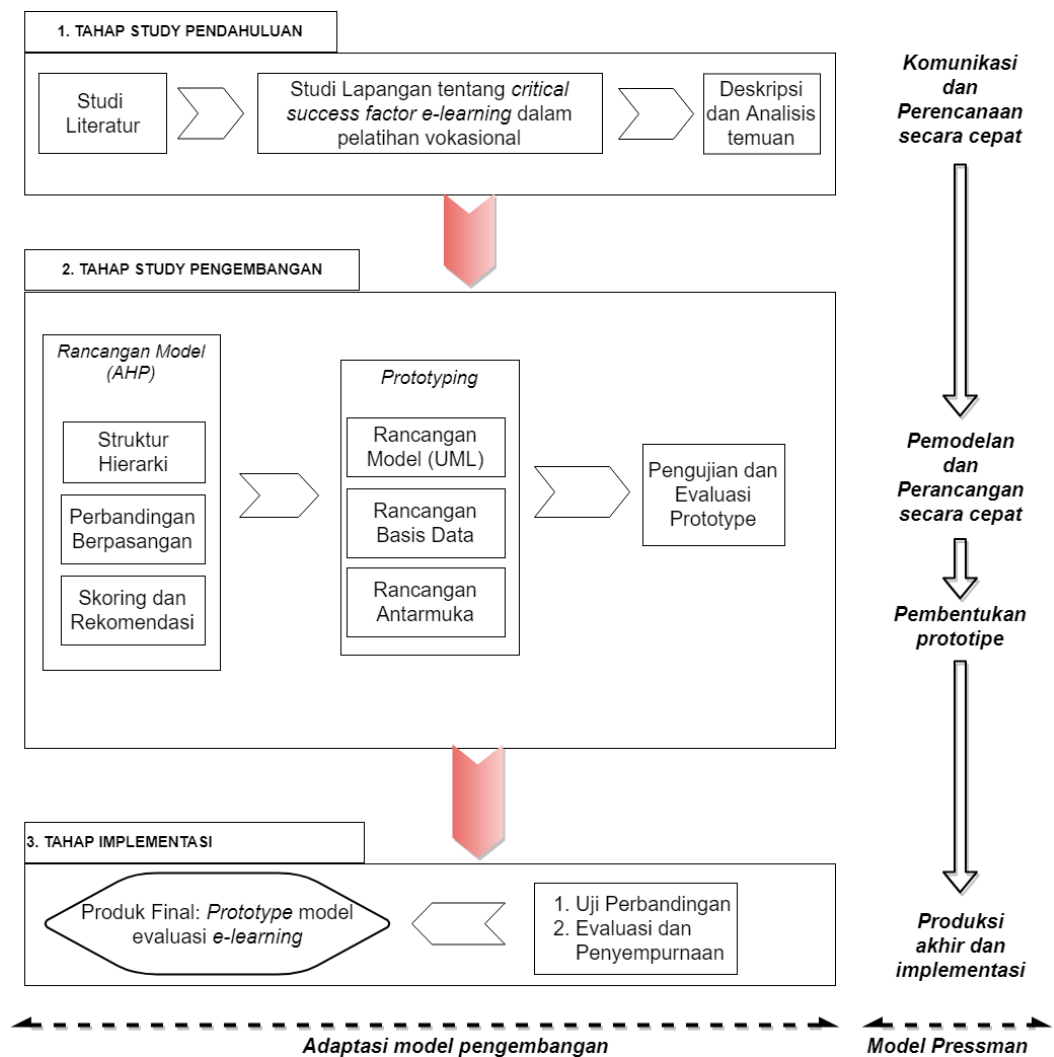 1. TAHAP STUDY PENDAHULUAN
Studi
Literatur
Studi Lapangan tentang critical
success factor e-learning dalam
pelatihan vokasional
Deskripsi
dan Analisis
temuan
Komunikasi
dan
Perencanaan
secara cepat
2. TAHAP STUDY PENGEMBANGAN
Rancangan Model
(AHP)
Struktur
Hierarki
Perbandingan
Berpasangan
Skoring dan
Rekomendasi
Prototyping
Rancangan
Model (UML)
Rancangan
Basis Data
Rancangan
Antarmuka
Pengujian dan
Evaluasi
Prototype
Pemodelan
dan
Perancangan
secara cepat
Pembentukan
prototipe
3. TAHAP IMPLEMENTASI
Produk Final: Prototype model
evaluasi e-learning
1. Uji Perbandingan
2. Evaluasi dan
Penyempurnaan
Produksi
akhir dan
implementasi
Adaptasi model pengembangan
Model Pressman